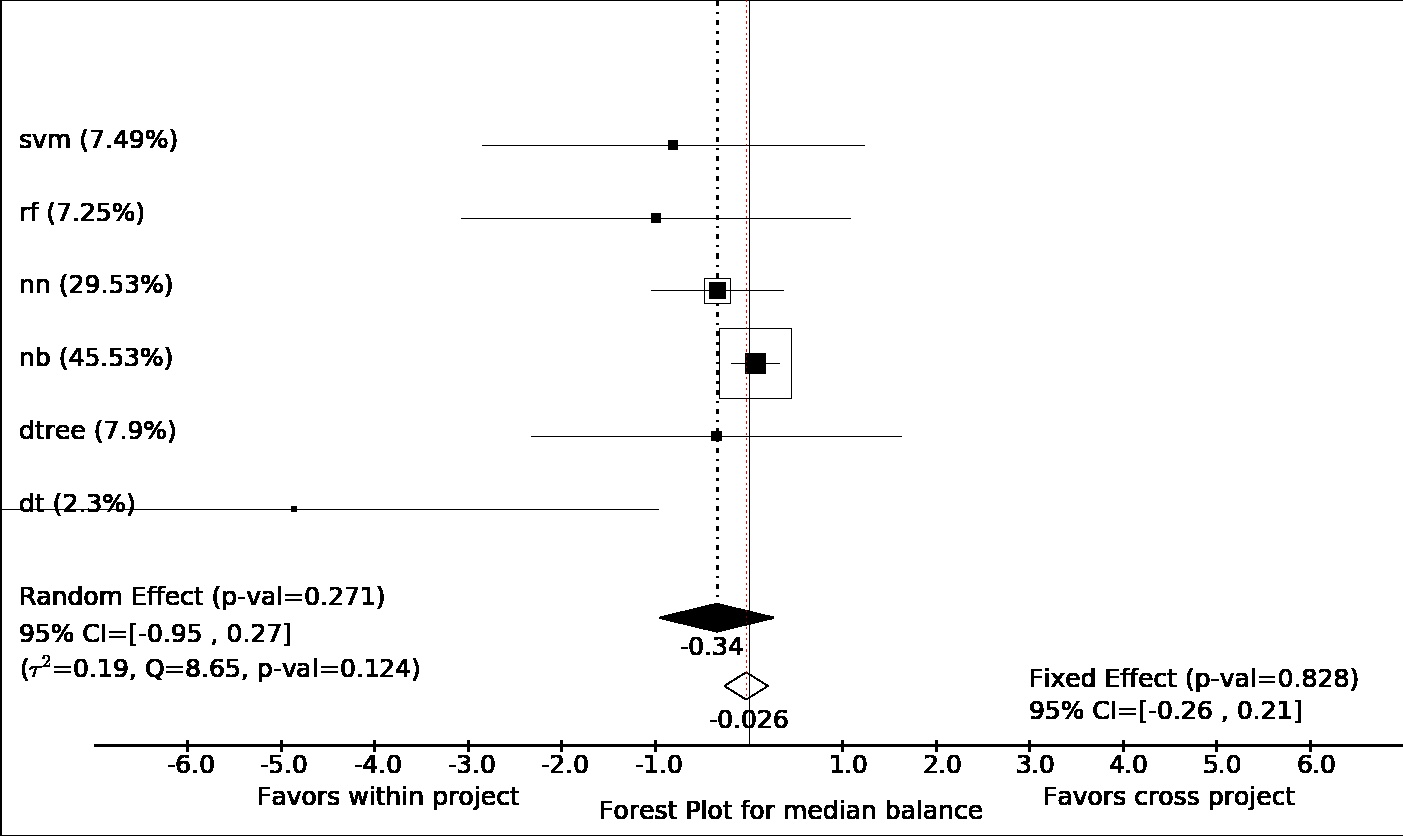 svm (7.49%)
rf (7.25%)
nn (29.53%)
nb (45.53%)
dtree (7.9%)
dt (2.3%)
Random Effect (p-val=0.271)
95% CI=[-0.95 , 0.27]
(τ²=0.19, Q=8.65, p-val=0.124)
-0.34
Fixed Effect (p-val=0.828)
95% CI=[-0.26 , 0.21]
-0.026
-6.0 -5.0 -4.0 -3.0 -2.0 -1.0 1.0 2.0 3.0 4.0 5.0 6.0
Favors within project
Forest Plot for median balance
Favors cross project